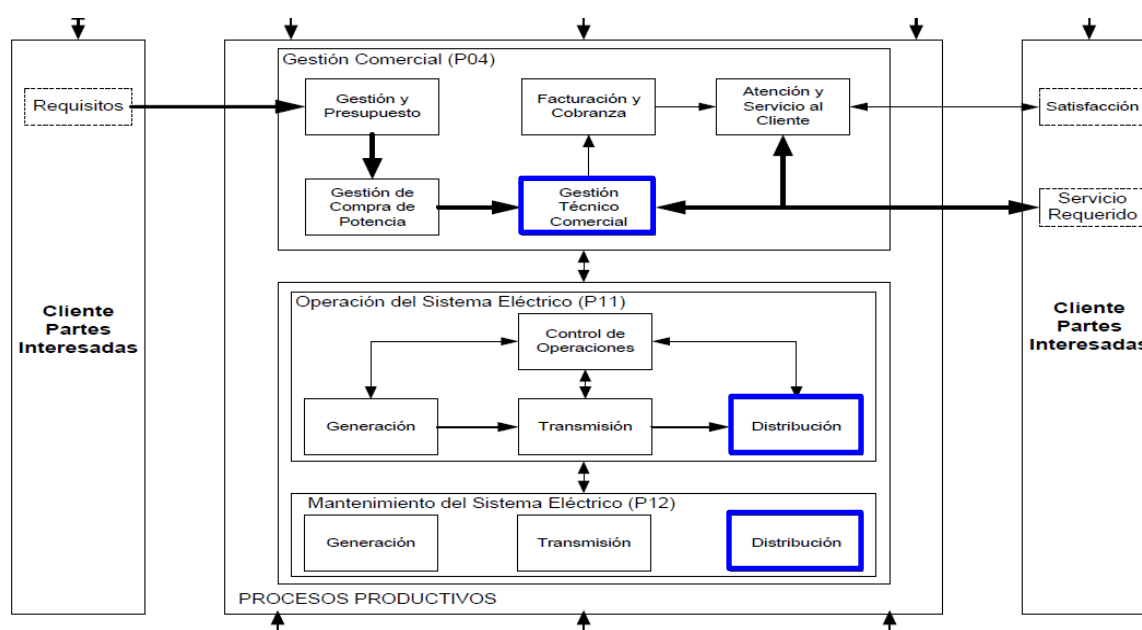 Gestión Comercial (P04)
Requisitos
Gestión y
Presupuesto
Facturación y
Cobranza
Atención y
Servicio al
Cliente
Satisfacción
Gestión de
Compra de
Potencia
Gestión
Técnico
Comercial
Servicio
Requerido
Cliente
Partes
Interesadas
Operación del Sistema Eléctrico (P11)
Control de
Operaciones
Generación
Transmisión
Distribución
Cliente
Partes
Interesadas
Mantenimiento del Sistema Eléctrico (P12)
Generación
Transmisión
Distribución
PROCESOS PRODUCTIVOS